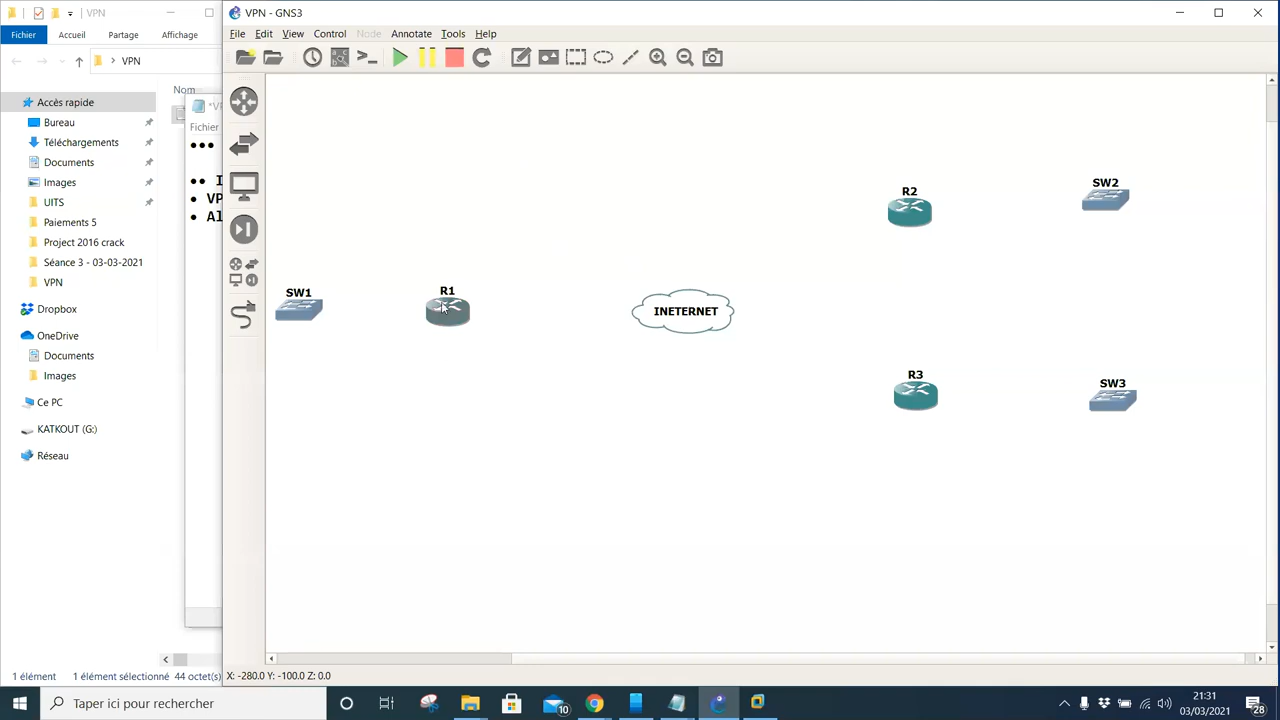 VPN
VPN - GNS3
Fichier
Accueil
Partage
Affichage
File
Edit
View
Control
Node
Annotate
Tools
Help
VPN
Nom
Accès rapide
Bureau
Téléchargements
Documents
Images
UITS
Paiements 5
Project 2016 crack
Séance 3 - 03-03-2021
VPN
Dropbox
OneDrive
Documents
Images
Ce PC
KATKOUT (G:)
Réseau
Fichier
•••
••
•
•
SW1
R1
INETERNET
R2
SW2
R3
SW3
1 élément
1 élément sélectionné
44 octet(s)
X: -280.0 Y: -100.0 Z: 0.0
Taper ici pour rechercher
10
21:31
03/03/2021
28